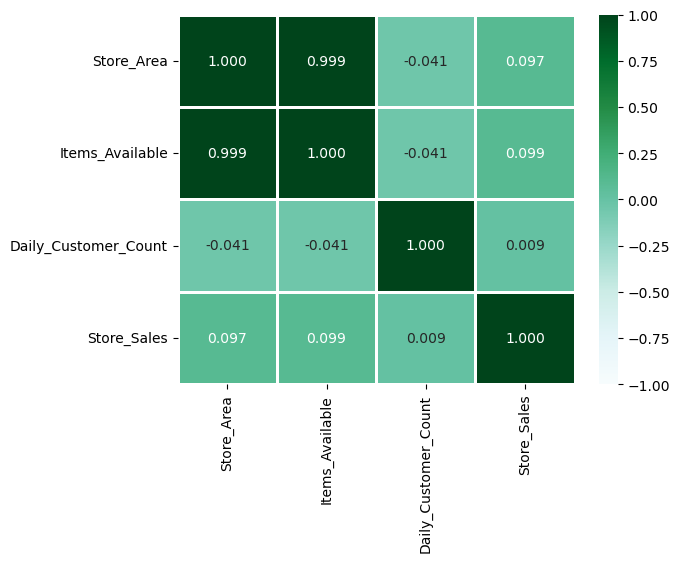 Store_Area
1.000 0.999 -0.041 0.097
Items_Available
0.999 1.000 -0.041 0.099
Daily_Customer_Count
-0.041 -0.041 1.000 0.009
Store_Sales
0.097 0.099 0.009 1.000
Store_Area
Items_Available
Daily_Customer_Count
Store_Sales
1.00
0.75
0.50
0.25
0.00
−0.25
−0.50
−0.75
−1.00